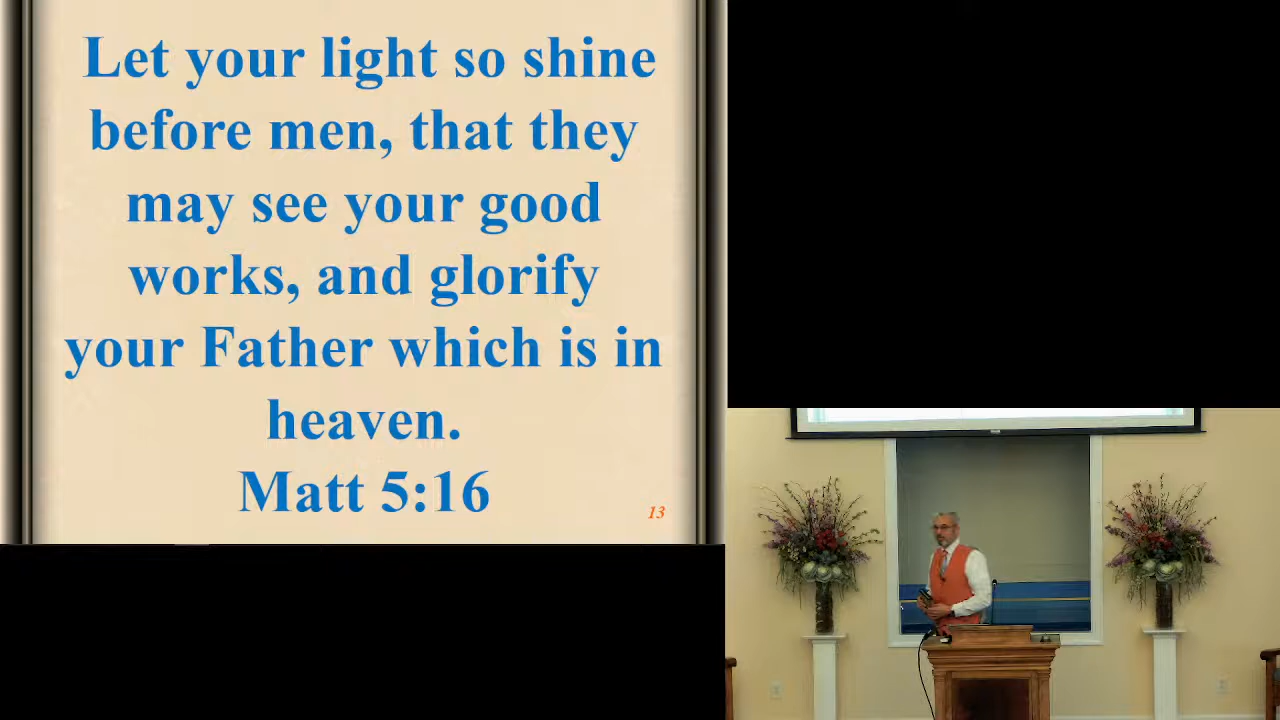 Let your light so shine
before men, that they
may see your good
works, and glorify
your Father which is in
heaven.
Matt 5:16
13